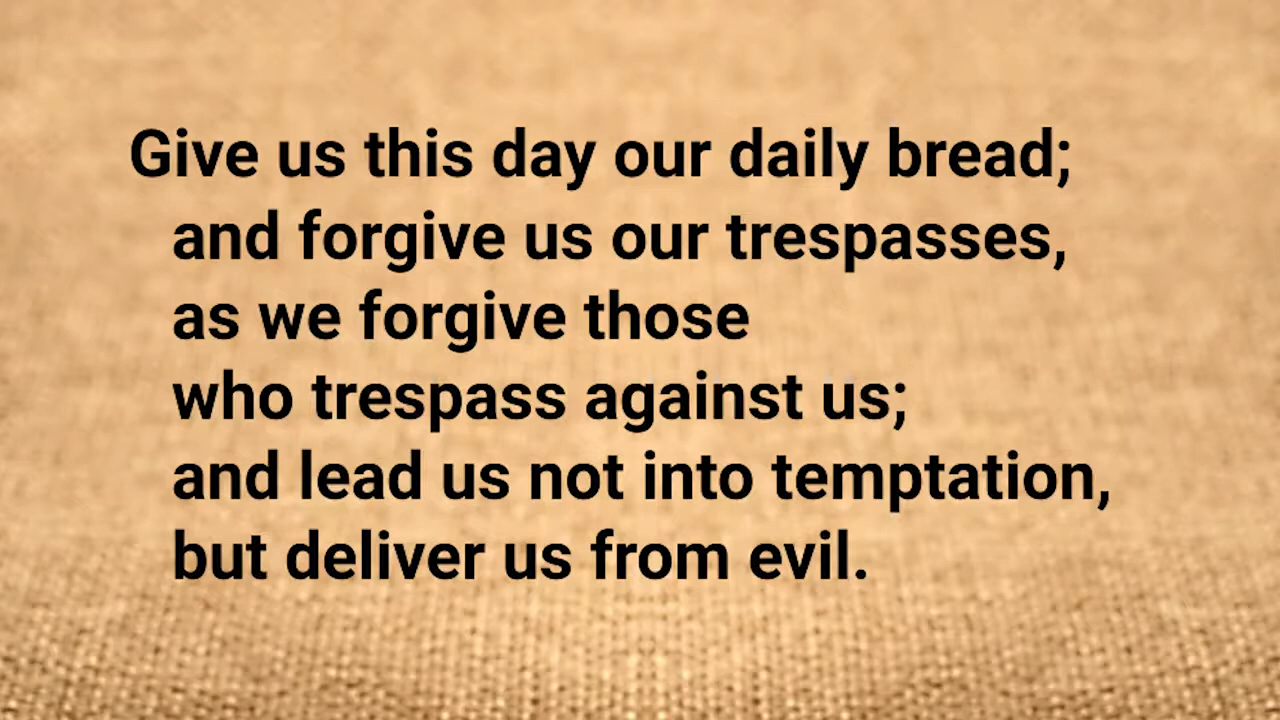 Give us this day our daily bread;
and forgive us our trespasses,
as we forgive those
who trespass against us;
and lead us not into temptation,
but deliver us from evil.